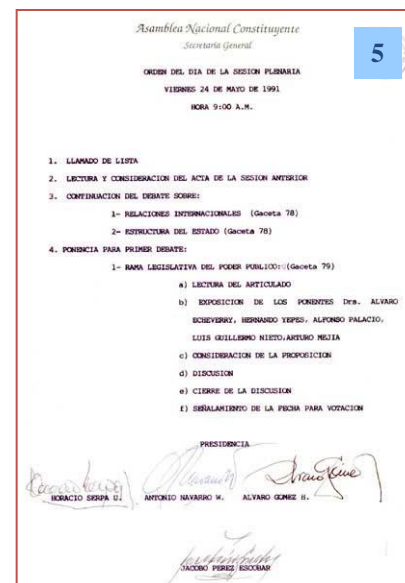 Asamblea Nacional Constituyente
Secretaría General
5
ORDEN DEL DIA DE LA SESION PLENARIA
VIERNES 24 DE MAYO DE 1991
HORA 9:00 A.M.
1. LLAMADO DE LISTA
2. LECTURA Y CONSIDERACION DEL ACTA DE LA SESION ANTERIOR
3. CONTINUACION DEL DEBATE SOBRE:
1- RELACIONES INTERNACIONALES (Gaceta 78)
2- ESTRUCTURA DEL ESTADO (Gaceta 78)
4. PONENCIA PARA PRIMER DEBATE:
1- RAMA LEGISLATIVA DEL PODER PUBLICO: (Gaceta 79)
a) LECTURA DEL ARTICULADO
b) EXPOSICION DE LOS PONENTES Drs. ALVARO
ECHEVERRY, HERNANDO YEPES, ALFONSO PALACIO,
LUIS GUILLERMO NIETO, ARTURO MEJIA
c) CONSIDERACION DE LA PROPOSICION
d) DISCUSION
e) CIERRE DE LA DISCUSION
f) SEÑALAMIENTO DE LA FECHA PARA VOTACION
PRESIDENCIA
HORACIO SERPA U. ANTONIO NAVARRO W. ALVARO GOMEZ H.
JACOBO PEREZ ESCOBAR